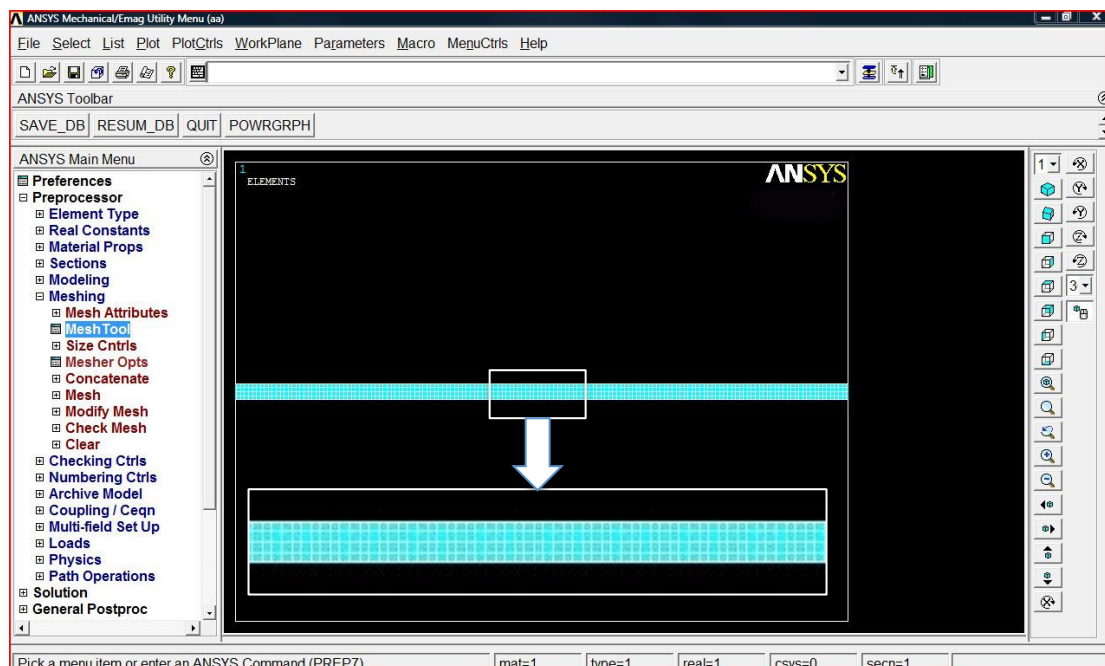 ANSYS Mechanical/Emag Utility Menu (aa)
File Select List Plot PlotCtrls WorkPlane Parameters Macro MenuCtrls Help
ANSYS Toolbar
SAVE_DB RESUM_DB QUIT POWRGRPH
ANSYS Main Menu
Preferences
Preprocessor
Element Type
Real Constants
Material Props
Sections
Modeling
Meshing
Mesh Attributes
MeshTool
Size Cntrls
Mesher Opts
Concatenate
Mesh
Modify Mesh
Check Mesh
Clear
Checking Ctrls
Numbering Ctrls
Archive Model
Coupling / Ceqn
Multi-field Set Up
Loads
Physics
Path Operations
Solution
General Postproc
1
ELEMENTS
ANSYS
1
3
Pick a menu item or enter an ANSYS Command (PREP7) mat=1 type=1 real=1 csys=0 secn=1